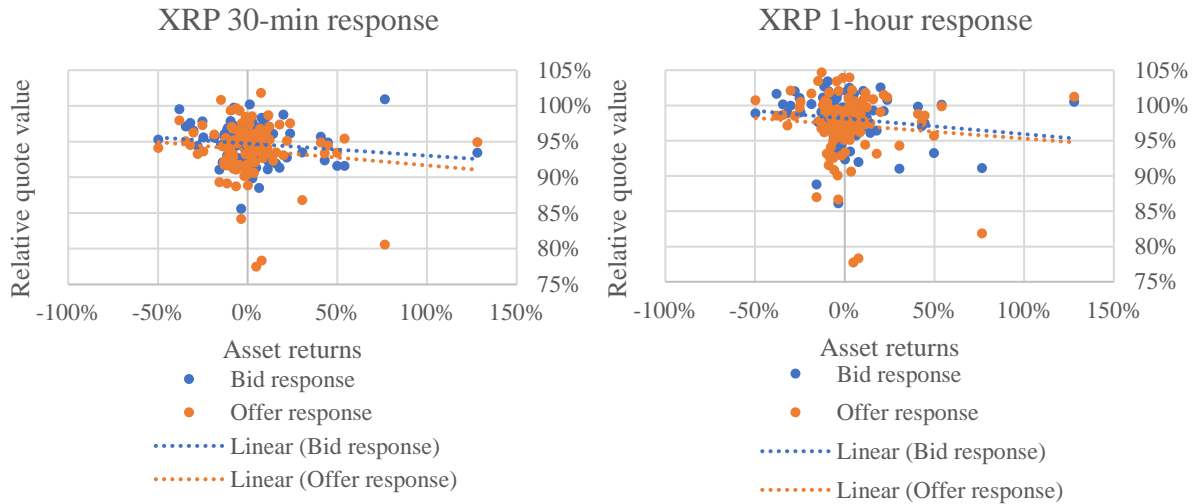 XRP 30-min response
Relative quote value
105%
100%
95%
90%
85%
80%
75%
-100%
-50%
0%
50%
100%
150%
Asset returns
Bid response
Offer response
Linear (Bid response)
Linear (Offer response)
XRP 1-hour response
Relative quote value
105%
100%
95%
90%
85%
80%
75%
-100%
-50%
0%
50%
100%
150%
Asset returns
Bid response
Offer response
Linear (Bid response)
Linear (Offer response)